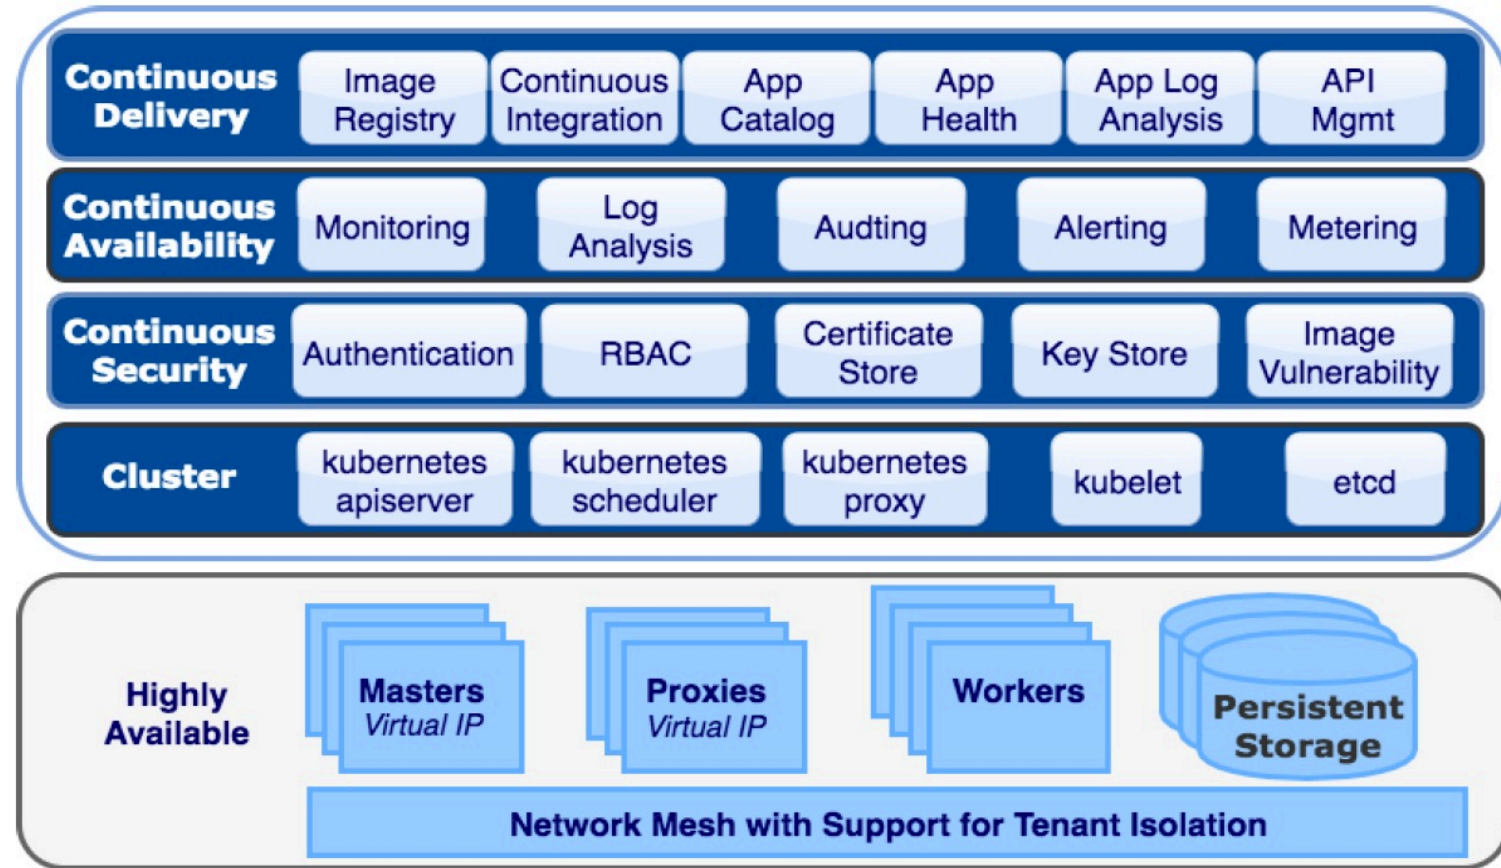 Continuous
Delivery
Image
Registry
Continuous
Integration
App
Catalog
App
Health
App Log
Analysis
API
Mgmt
Continuous
Availability
Monitoring
Log
Analysis
Audting
Alerting
Metering
Continuous
Security
Authentication
RBAC
Certificate
Store
Key Store
Image
Vulnerability
Cluster
kubernetes
apiserver
kubernetes
scheduler
kubernetes
proxy
kubelet
etcd
Highly
Available
Masters
Virtual IP
Proxies
Virtual IP
Workers
Persistent
Storage
Network Mesh with Support for Tenant Isolation